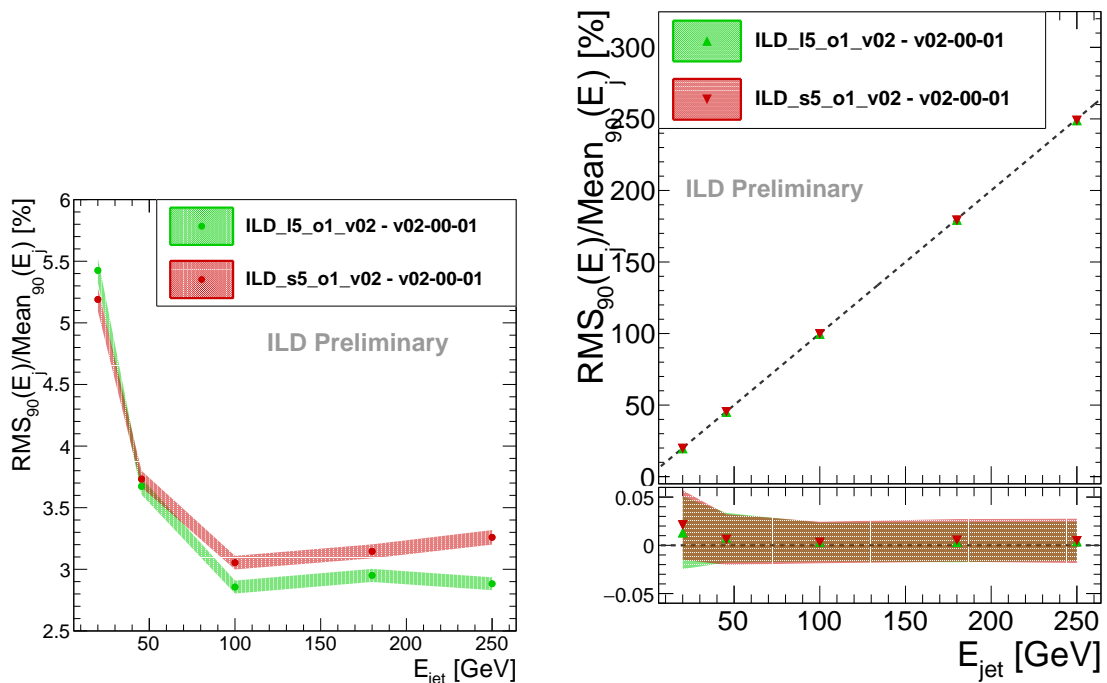 RMS90(Ej)/Mean90(Ej) [%]
6
5.5
5
4.5
4
3.5
3
2.5
ILD_l5_o1_v02 - v02-00-01
ILD_s5_o1_v02 - v02-00-01
ILD Preliminary
50 100 150 200 250
Ejet [GeV]
RMS90(Ej)/Mean90(Ej) [%]
300
250
200
150
100
50
0
ILD_l5_o1_v02 - v02-00-01
ILD_s5_o1_v02 - v02-00-01
ILD Preliminary
0.05
0
−0.05
0 50 100 150 200 250
Ejet [GeV]